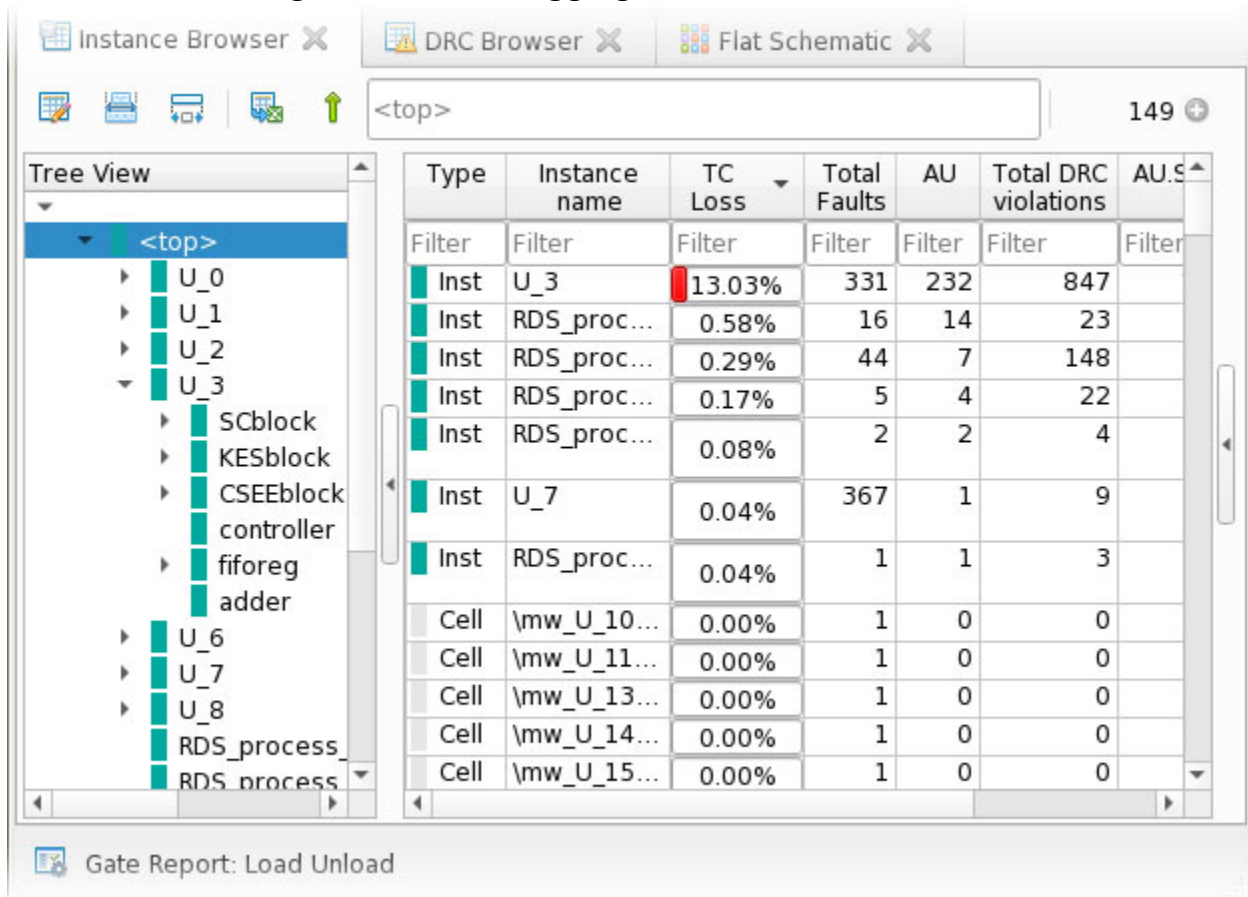 Instance Browser DRC Browser Flat Schematic
<top> 149
Tree View
<top>
U_0
U_1
U_2
U_3
SCblock
KESblock
CSEEblock
controller
fiforeg
adder
U_6
U_7
U_8
RDS_process_
RDS_process
Type Instance name TC Loss Total Faults AU Total DRC violations AU.S
Filter Filter Filter Filter Filter Filter Filter
Inst U_3 13.03% 331 232 847
Inst RDS_proc... 0.58% 16 14 23
Inst RDS_proc... 0.29% 44 7 148
Inst RDS_proc... 0.17% 5 4 22
Inst RDS_proc... 0.08% 2 2 4
Inst U_7 0.04% 367 1 9
Inst RDS_proc... 0.04% 1 1 3
Cell \mw_U_10... 0.00% 1 0 0
Cell \mw_U_11... 0.00% 1 0 0
Cell \mw_U_13... 0.00% 1 0 0
Cell \mw_U_14... 0.00% 1 0 0
Cell \mw_U_15... 0.00% 1 0 0
Gate Report: Load Unload